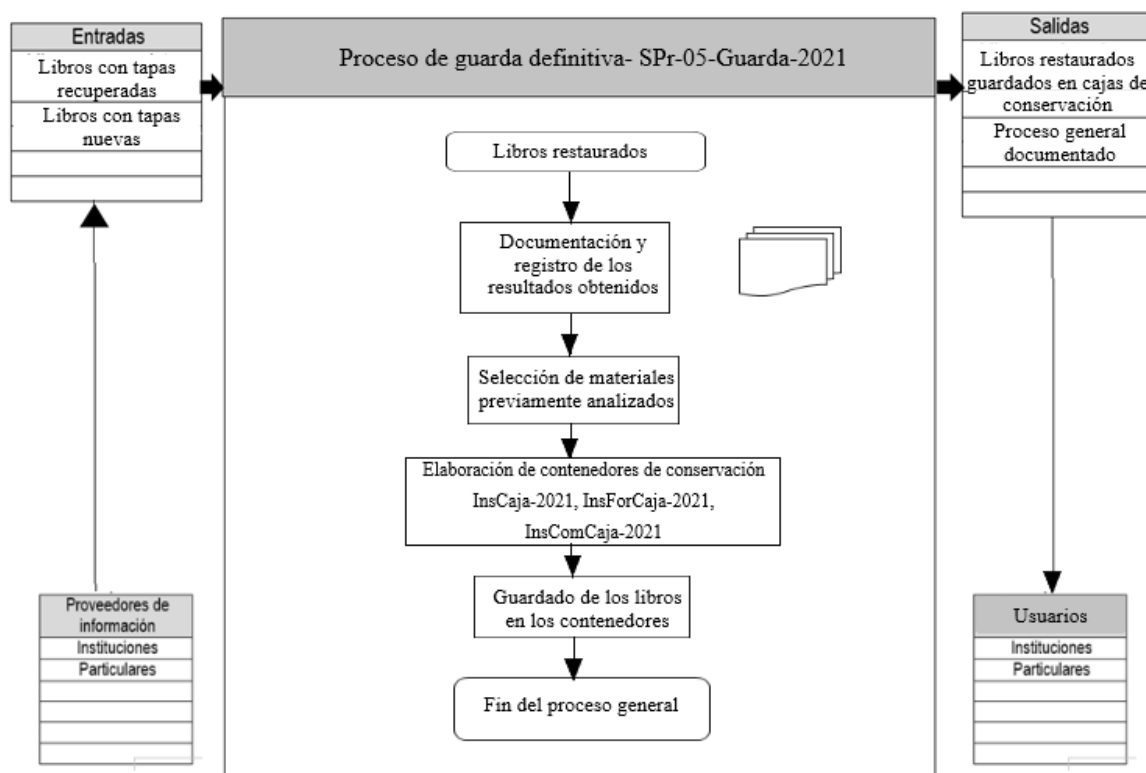 Entradas
Libros con tapas
recuperadas
Libros con tapas
nuevas
Proceso de guarda definitiva- SPr-05-Guarda-2021
Salidas
Libros restaurados
guardados en cajas de
conservación
Proceso general
documentado
Libros restaurados
Documentación y
registro de los
resultados obtenidos
Selección de materiales
previamente analizados
Elaboración de contenedores de conservación
InsCaja-2021, InsForCaja-2021,
InsComCaja-2021
Guardado de los libros
en los contenedores
Fin del proceso general
Proveedores de
información
Instituciones
Particulares
Usuarios
Instituciones
Particulares